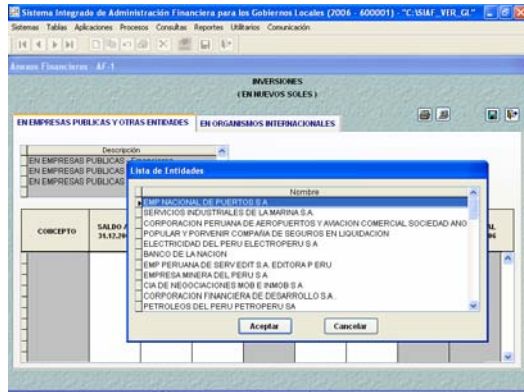 Sistema Integrado de Administración Financiera para los Gobiernos Locales (2006 - 600001) - "C:\SIAF_VER_GL"
Sistemas Tablas Aplicaciones Procesos Consultas Reportes Utilitarios Comunicación
Anexos Financieros - AF-1
INVERSIONES
( EN NUEVOS SOLES )
EN EMPRESAS PUBLICAS Y OTRAS ENTIDADES EN ORGANISMOS INTERNACIONALES
Descripción
EN EMPRESAS PUBLICAS - Financieras
EN EMPRESAS PUBLICAS
EN EMPRESAS PUBLIC
Lista de Entidades
Nombre
EMP NACIONAL DE PUERTOS S A
SERVICIOS INDUSTRIALES DE LA MARINA S.A.
CORPORACION PERUANA DE AEROPUERTOS Y AVIACION COMERCIAL SOCIEDAD ANO
POPULAR Y PORVENIR COMPAÑIA DE SEGUROS EN LIQUIDACIÓN
ELECTRICIDAD DEL PERU ELECTROPERU S A
BANCO DE LA NACION
EMP PERUANA DE SERV EDIT S.A. EDITORA P ERU
EMPRESA MINERA DEL PERU S A
CIA DE NEGOCIACIONES MOB E INMOB S A
CORPORACION FINANCIERA DE DESARROLLO S.A.
PETROLEOS DEL PERU PETROPERU SA
CONCEPTO
SALDO A
Aceptar Cancelar